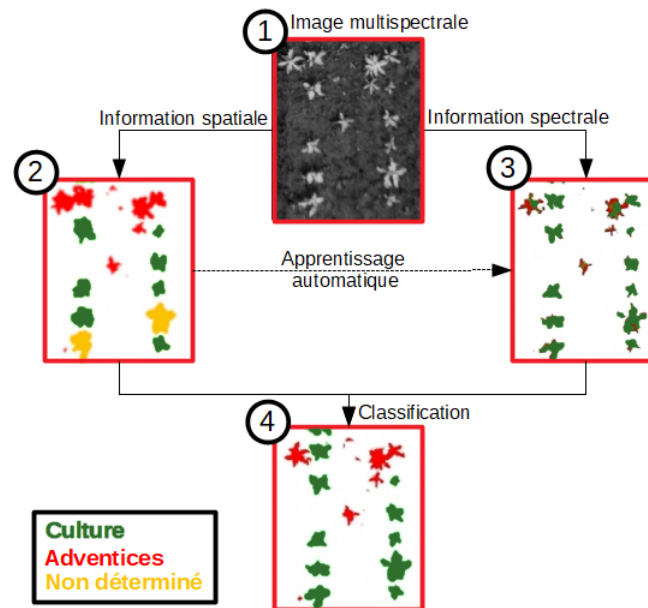 1
Image multispectrale
Information spatiale
Information spectrale
2
3
Apprentissage
automatique
4
Classification
Culture
Adventices
Non déterminé